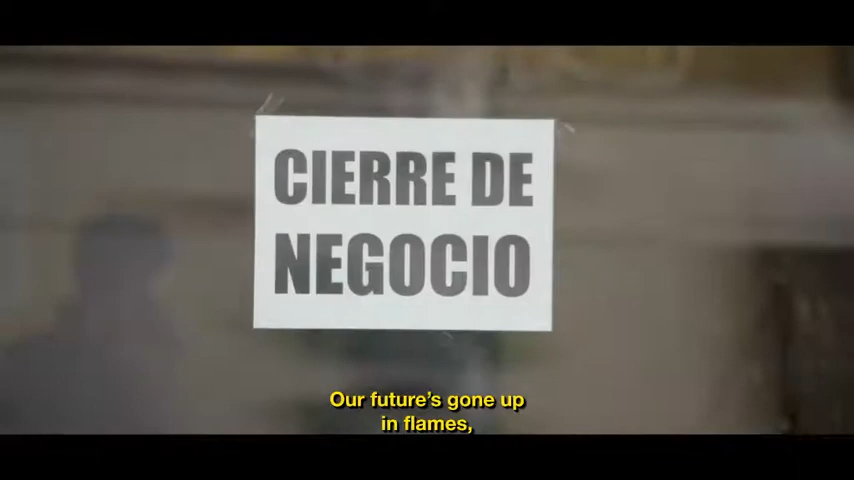 CIERRE DE
NEGOCIO
Our future's gone up
in flames,